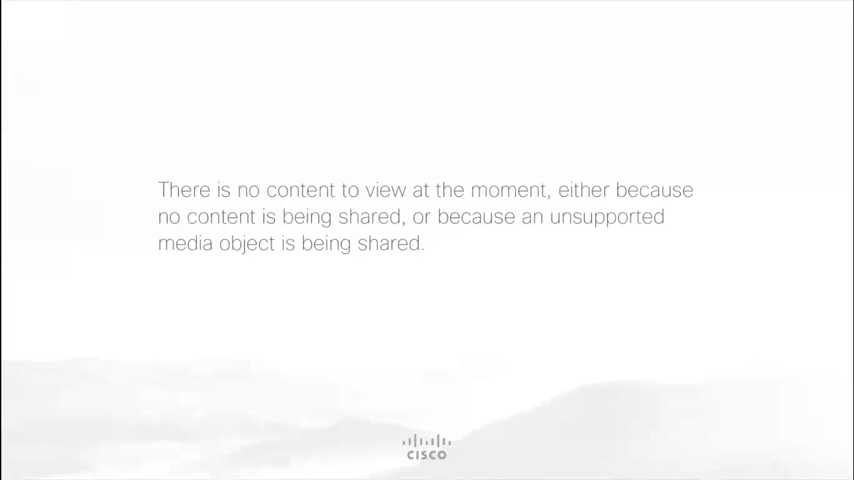 There is no content to view at the moment, either because
no content is being shared, or because an unsupported
media object is being shared.
CISCO